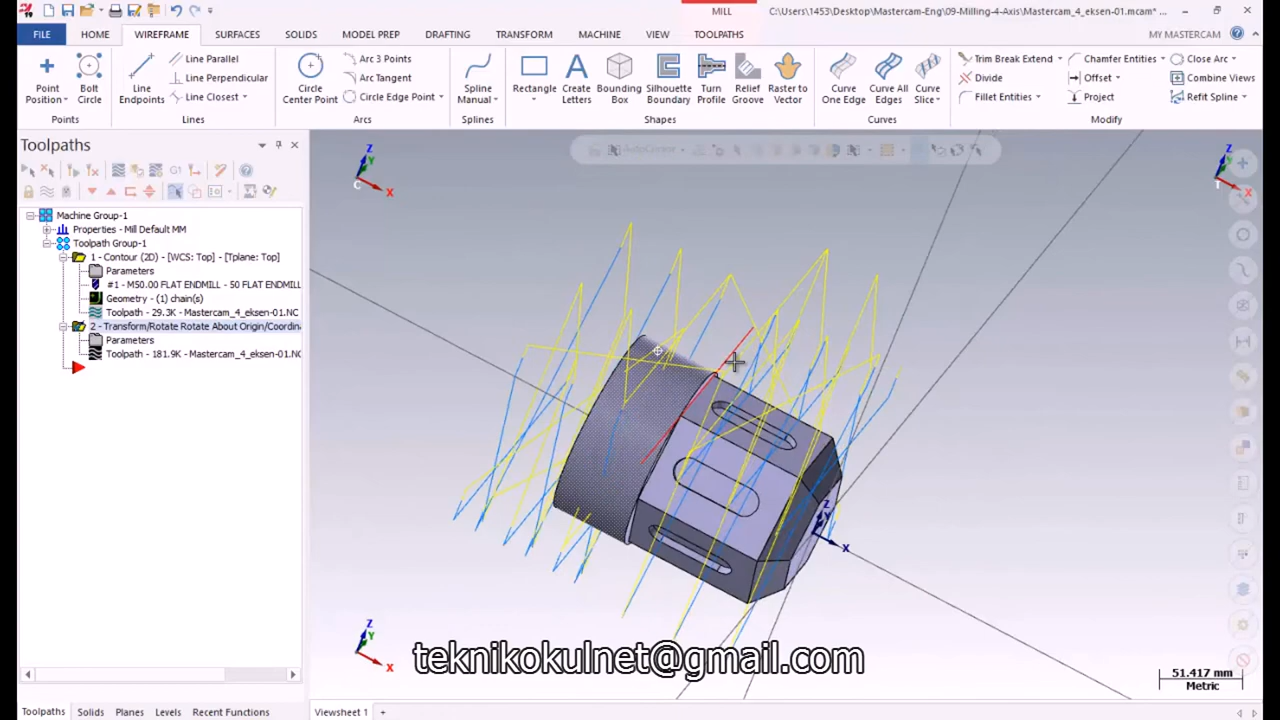 MILL
C:\Users\1453\Desktop\Mastercam-Eng\09-Milling-4-Axis\Mastercam_4_eksen-01.mcam*
FILE HOME WIREFRAME SURFACES SOLIDS MODEL PREP DRAFTING TRANSFORM MACHINE VIEW TOOLPATHS MY MASTERCAM
Point Position
Bolt Circle
Points
Line Endpoints
Line Parallel
Line Perpendicular
Line Closest
Lines
Circle Center Point
Arc 3 Points
Arc Tangent
Circle Edge Point
Arcs
Spline Manual
Splines
Rectangle
Create Letters
Bounding Box
Silhouette Boundary
Turn Profile
Relief Groove
Raster to Vector
Shapes
Curve One Edge
Curve All Edges
Curve Slice
Curves
Trim Break Extend
Divide
Fillet Entities
Chamfer Entities
Offset
Project
Close Arc
Combine Views
Refit Spline
Modify
Toolpaths
G1
AutoCursor
Machine Group-1
Properties - Mill Default MM
Toolpath Group-1
1 - Contour (2D) - [WCS: Top] - [Tplane: Top]
Parameters
#1 - M50.00 FLAT ENDMILL - 50 FLAT ENDMILL
Geometry - (1) chain(s)
Toolpath - 29.3K - Mastercam_4_eksen-01.NC
2 - Transform/Rotate Rotate About Origin/Coordina
Parameters
Toolpath - 181.9K - Mastercam_4_eksen-01.NC
Z
Y
C X
Z
Y
T X
Z
Y
X
Z
Y
X
teknikokulnet@gmail.com
51.417 mm
Metric
Toolpaths Solids Planes Levels Recent Functions
Viewsheet 1 +